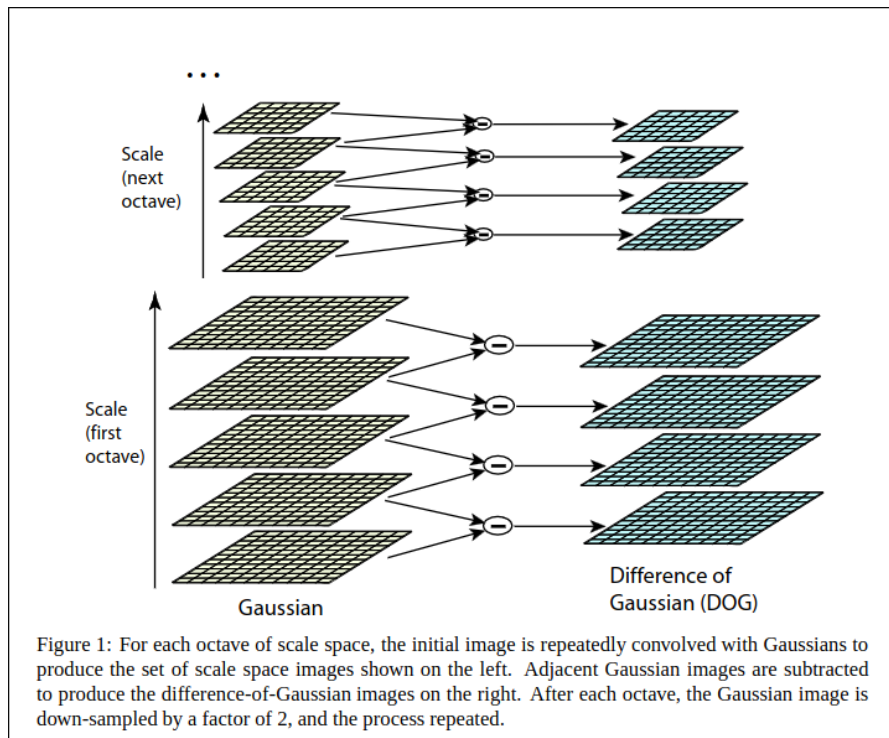 ...
Scale
(next
octave)
Scale
(first
octave)
Gaussian
Difference of
Gaussian (DOG)
Figure 1: For each octave of scale space, the initial image is repeatedly convolved with Gaussians to
produce the set of scale space images shown on the left. Adjacent Gaussian images are subtracted
to produce the difference-of-Gaussian images on the right. After each octave, the Gaussian image is
down-sampled by a factor of 2, and the process repeated.